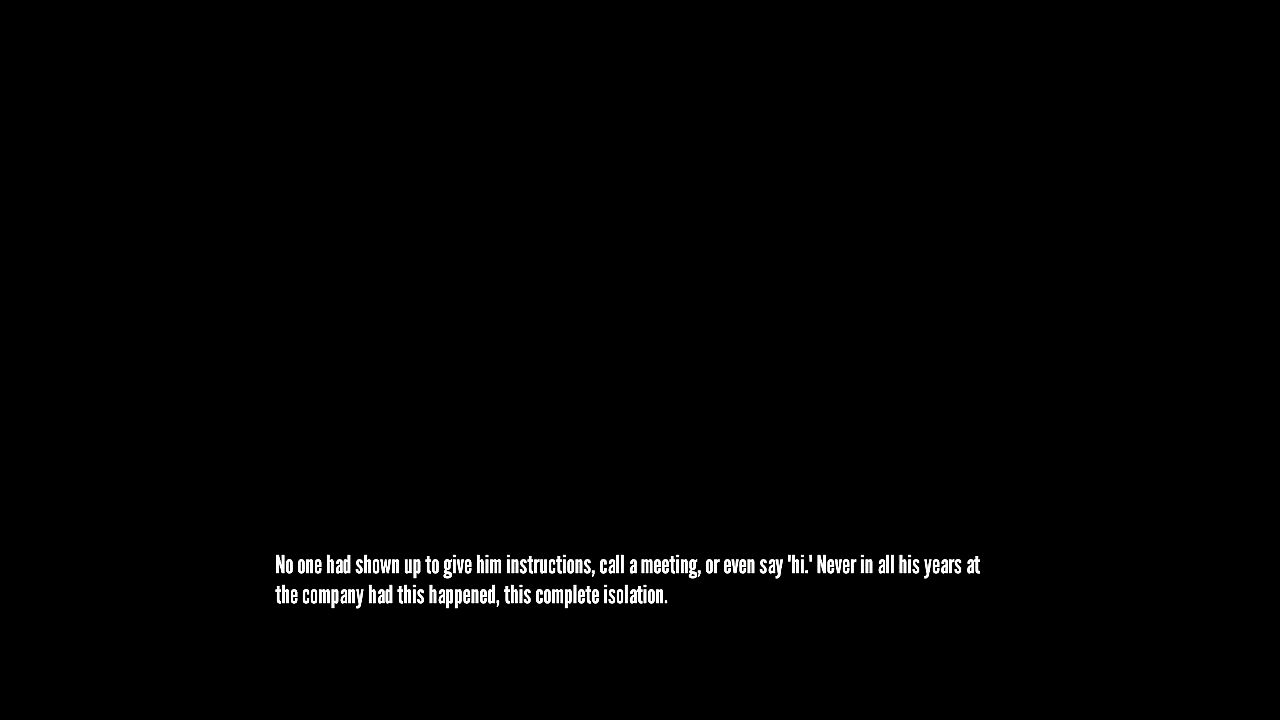 No one had shown up to give him instructions, call a meeting, or even say 'hi.' Never in all his years at
the company had this happened, this complete isolation.